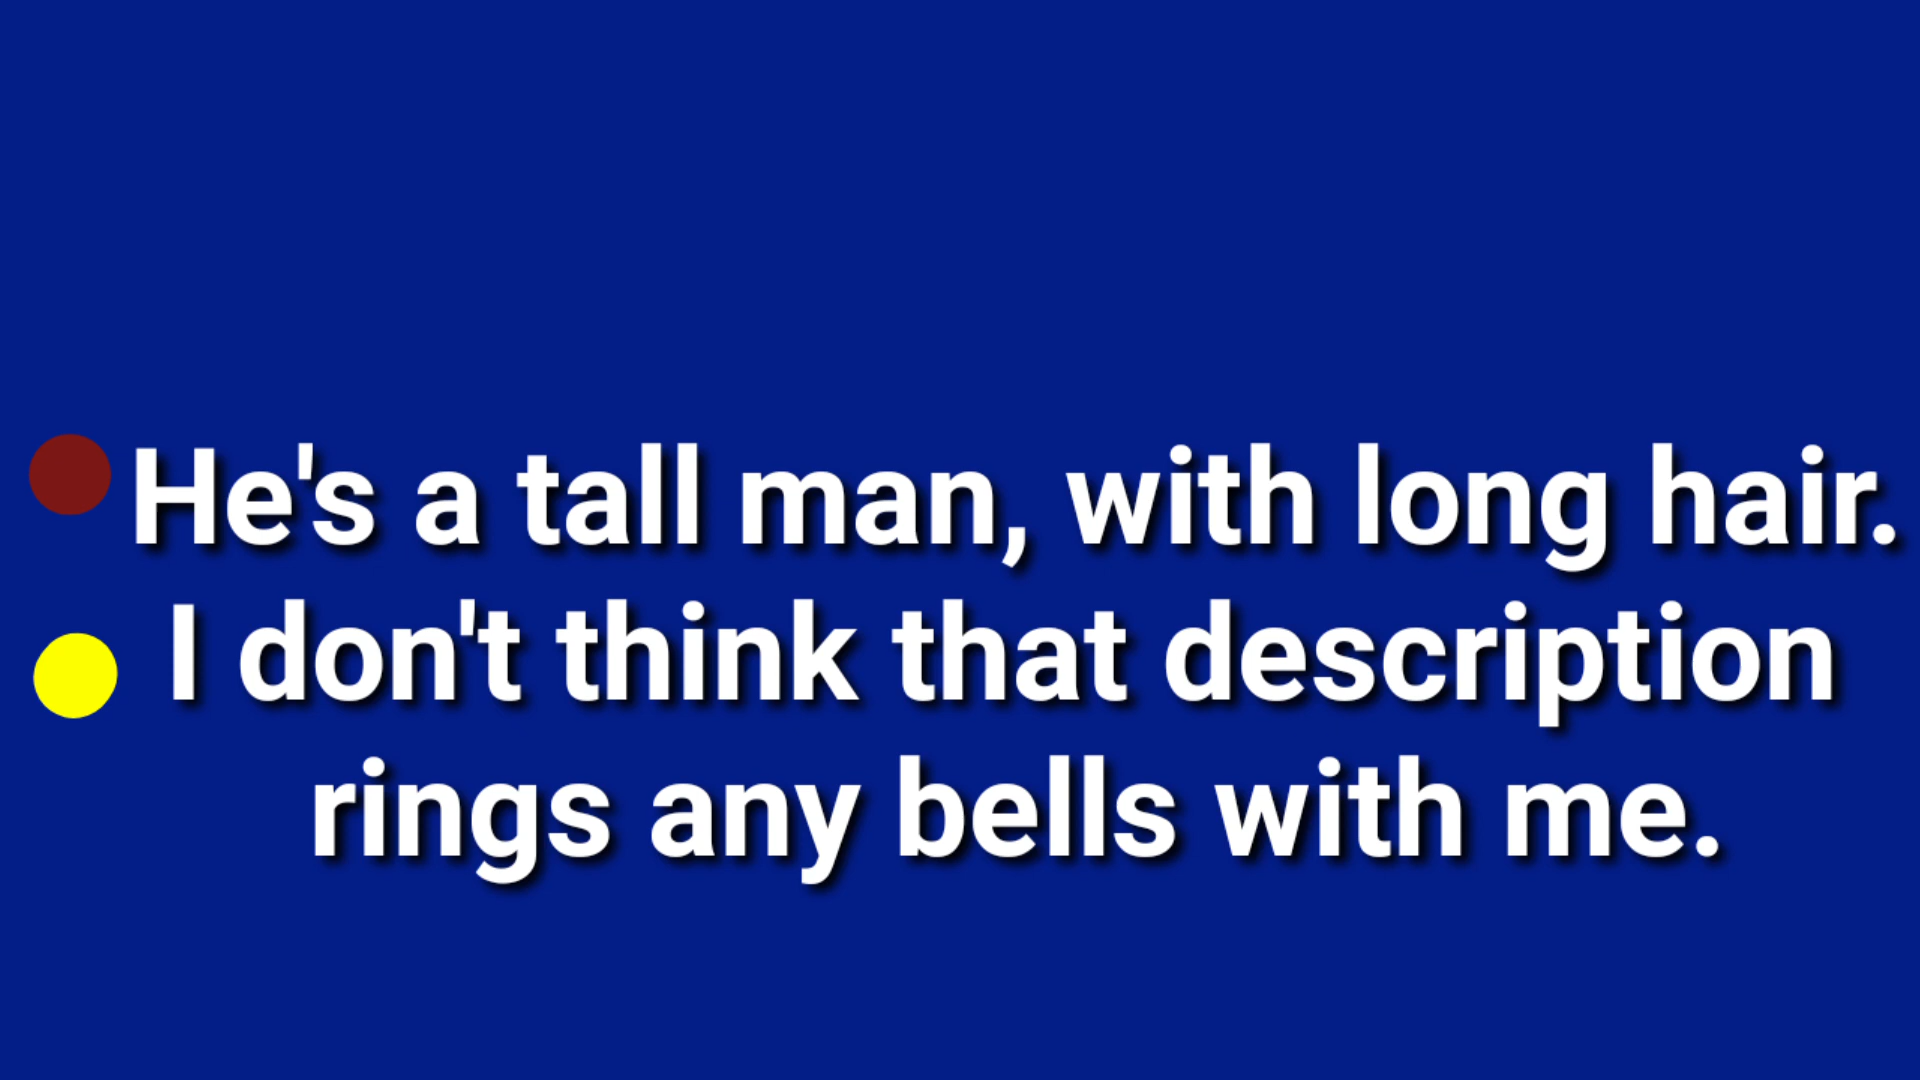 He's a tall man, with long hair.
I don't think that description
rings any bells with me.